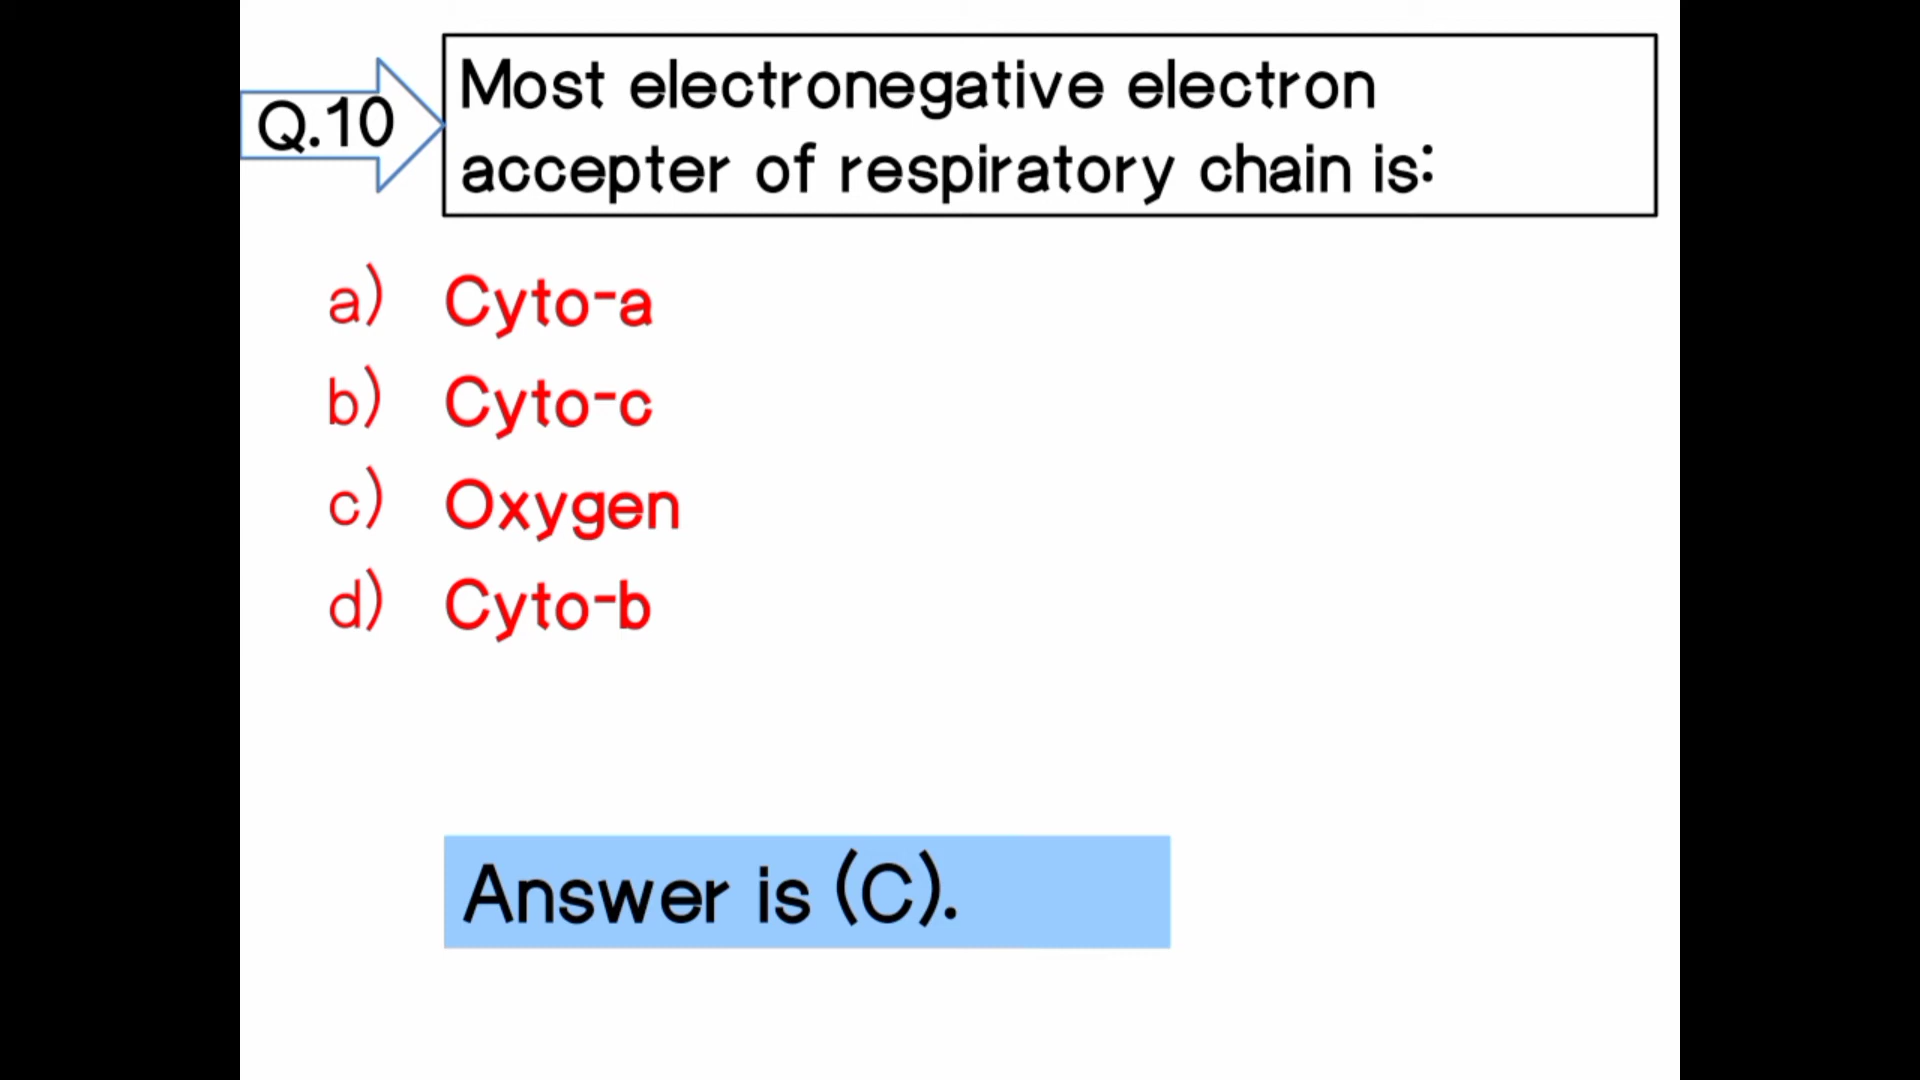 Q.10
Most electronegative electron
accepter of respiratory chain is:
a) Cyto-a
b) Cyto-c
c) Oxygen
d) Cyto-b
Answer is (C).